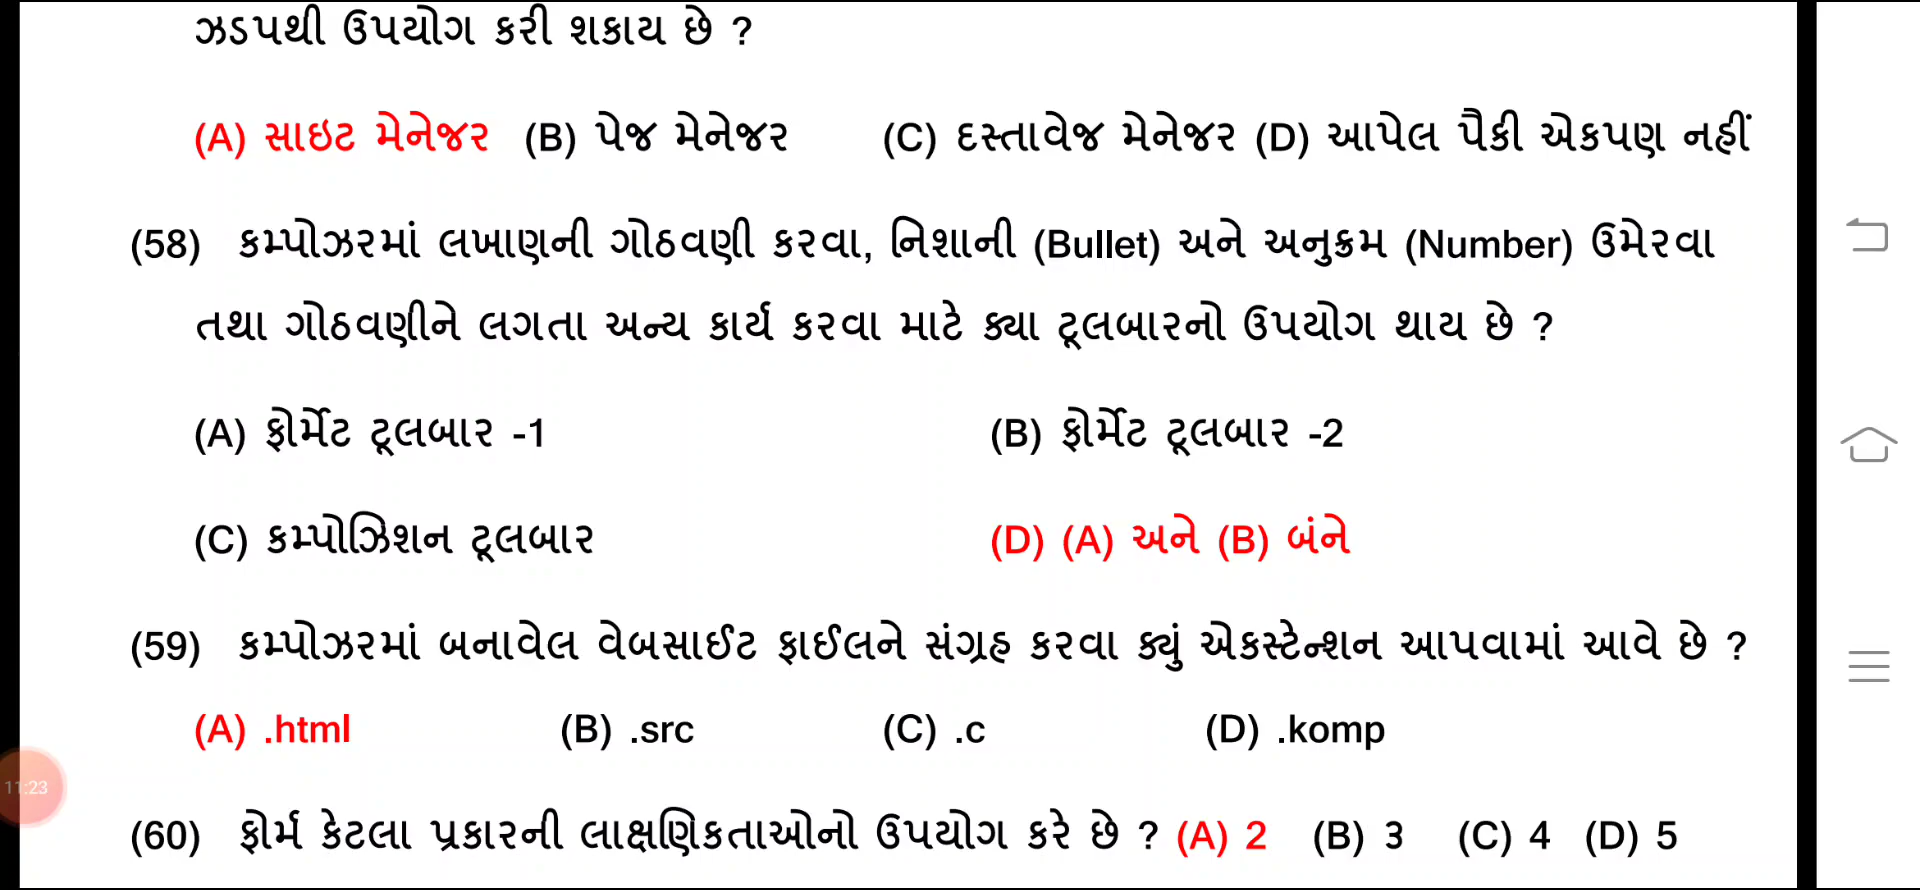 ઝડપથી ઉપયોગ કરી શકાય છે ?
(A) સાઇટ મેનેજર (B) પેજ મેનેજર (C) દસ્તાવેજ મેનેજર (D) આપેલ પૈકી એકપણ નહીં
(58) કમ્પોઝરમાં લખાણની ગોઠવણી કરવા, નિશાની (Bullet) અને અનુક્રમ (Number) ઉમેરવા
તથા ગોઠવણીને લગતા અન્ય કાર્ય કરવા માટે ક્યા ટૂલબારનો ઉપયોગ થાય છે ?
(A) ફોર્મેટ ટૂલબાર -1 (B) ફોર્મેટ ટૂલબાર -2
(C) કમ્પોઝિશન ટૂલબાર (D) (A) અને (B) બંને
(59) કમ્પોઝરમાં બનાવેલ વેબસાઈટ ફાઈલને સંગ્રહ કરવા ક્યું એકસ્ટેન્શન આપવામાં આવે છે ?
(A) .html (B) .src (C) .c (D) .komp
11:23
(60) ફોર્મ કેટલા પ્રકારની લાક્ષણિકતાઓનો ઉપયોગ કરે છે ? (A) 2 (B) 3 (C) 4 (D) 5